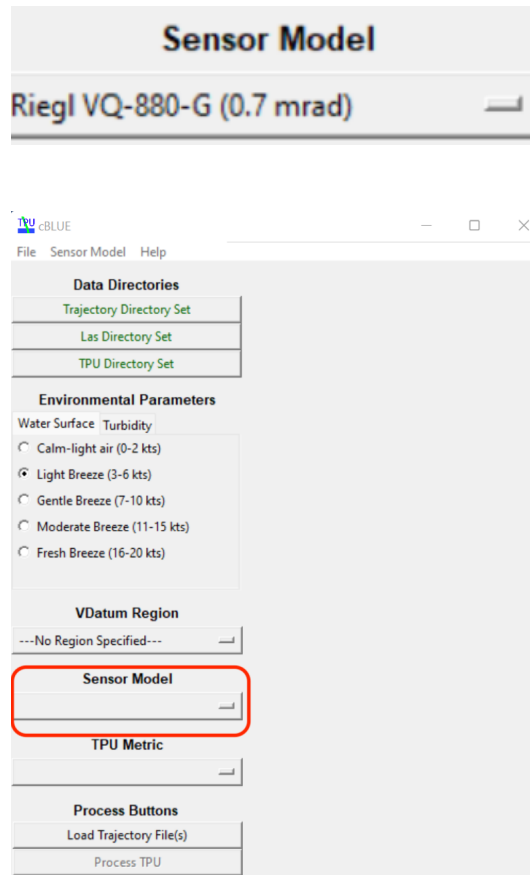 Sensor Model
Riegl VQ-880-G (0.7 mrad)
TPU cBLUE
File Sensor Model Help
Data Directories
Trajectory Directory Set
Las Directory Set
TPU Directory Set
Environmental Parameters
Water Surface Turbidity
Calm-light air (0-2 kts)
Light Breeze (3-6 kts)
Gentle Breeze (7-10 kts)
Moderate Breeze (11-15 kts)
Fresh Breeze (16-20 kts)
VDatum Region
---No Region Specified---
Sensor Model
TPU Metric
Process Buttons
Load Trajectory File(s)
Process TPU